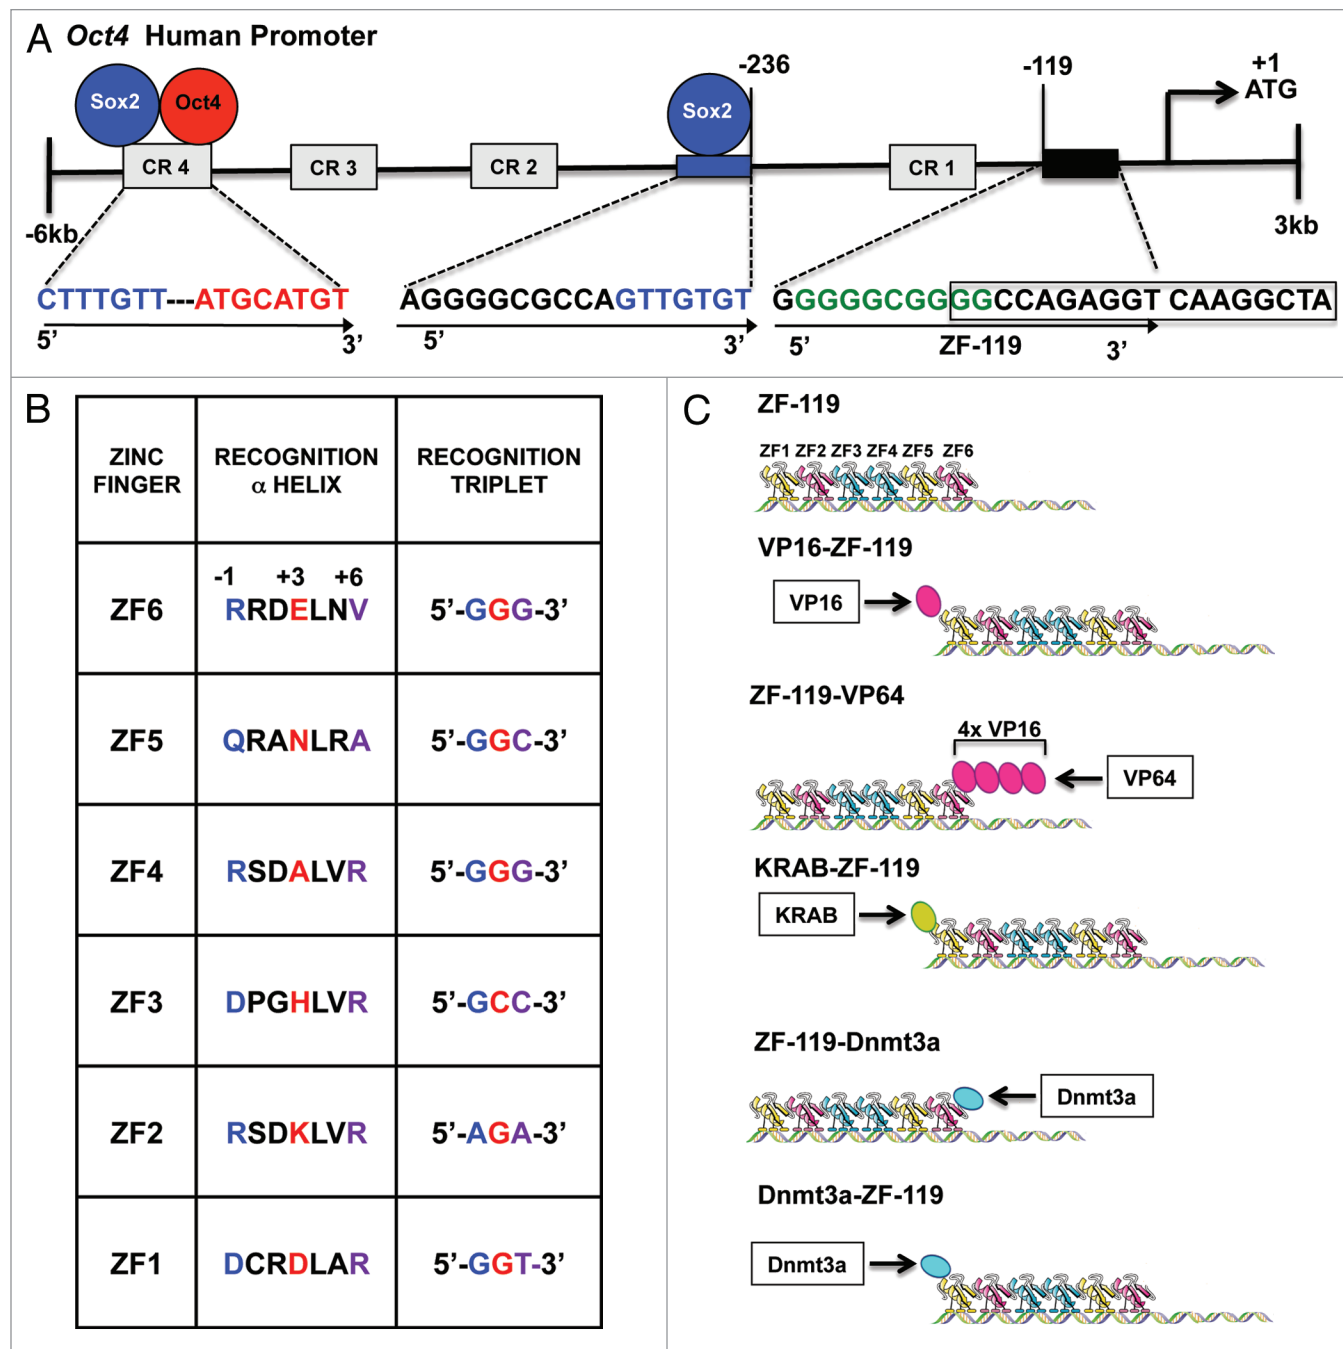 A Oct4 Human Promoter
-236
-119
+1
ATG
Sox2
Oct4
Sox2
CR 4
CR 3
CR 2
CR 1
-6kb
3kb
CTTTGTT---ATGCATGT
AGGGGCGCCAGTTGTGT
GGGGGCGGGGCCAGAGGT CAAGGCTA
5’
3’
5’
3’
5’
ZF-119
3’
B
ZINC
FINGER
RECOGNITION
α HELIX
RECOGNITION
TRIPLET
-1
+3
+6
ZF6
RRDELNV
5’-GGG-3’
ZF5
QRANLRA
5’-GGC-3’
ZF4
RSDALVR
5’-GGG-3’
ZF3
DPGHLVR
5’-GCC-3’
ZF2
RSDKLVR
5’-AGA-3’
ZF1
DCRDLAR
5’-GGT-3’
C
ZF-119
ZF1 ZF2 ZF3 ZF4 ZF5 ZF6
VP16-ZF-119
VP16
ZF-119-VP64
4x VP16
VP64
KRAB-ZF-119
KRAB
ZF-119-Dnmt3a
Dnmt3a
Dnmt3a-ZF-119
Dnmt3a